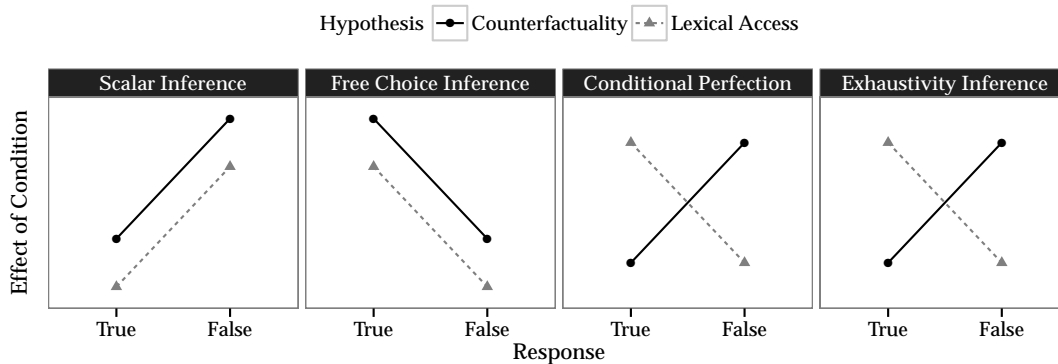 Hypothesis Counterfactuality Lexical Access
Scalar Inference Free Choice Inference Conditional Perfection Exhaustivity Inference
Effect of Condition
True False True False True False True False
Response